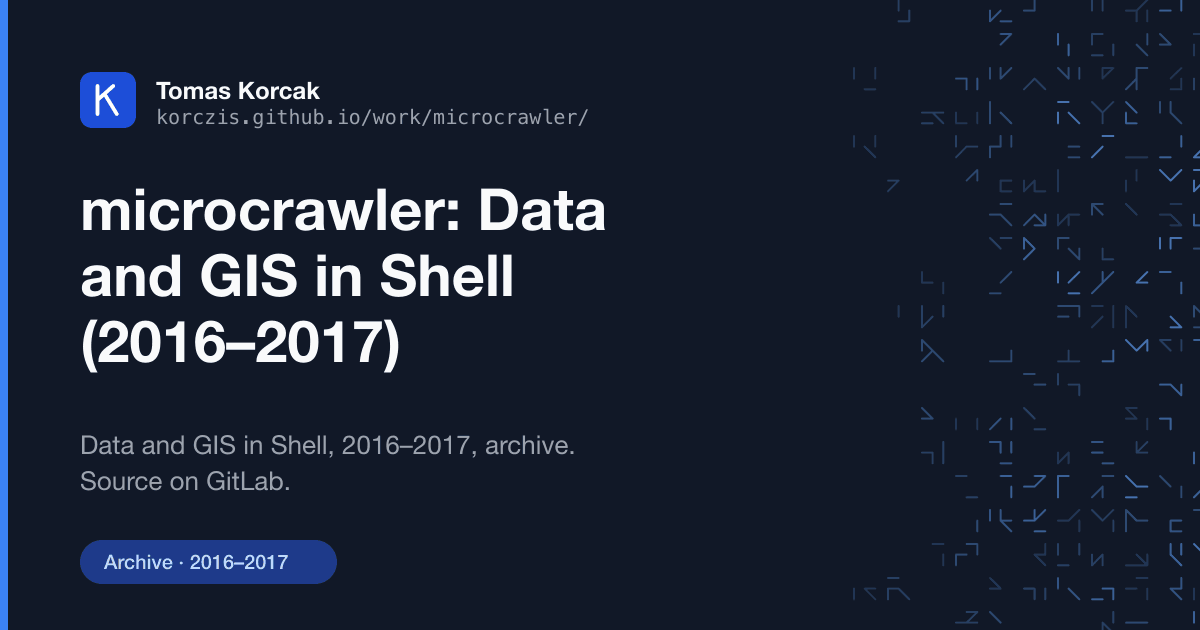 K
Tomas Korcak
korczis.github.io/work/microcrawler/
microcrawler: Data
and GIS in Shell
(2016–2017)
Data and GIS in Shell, 2016–2017, archive.
Source on GitLab.
Archive · 2016–2017